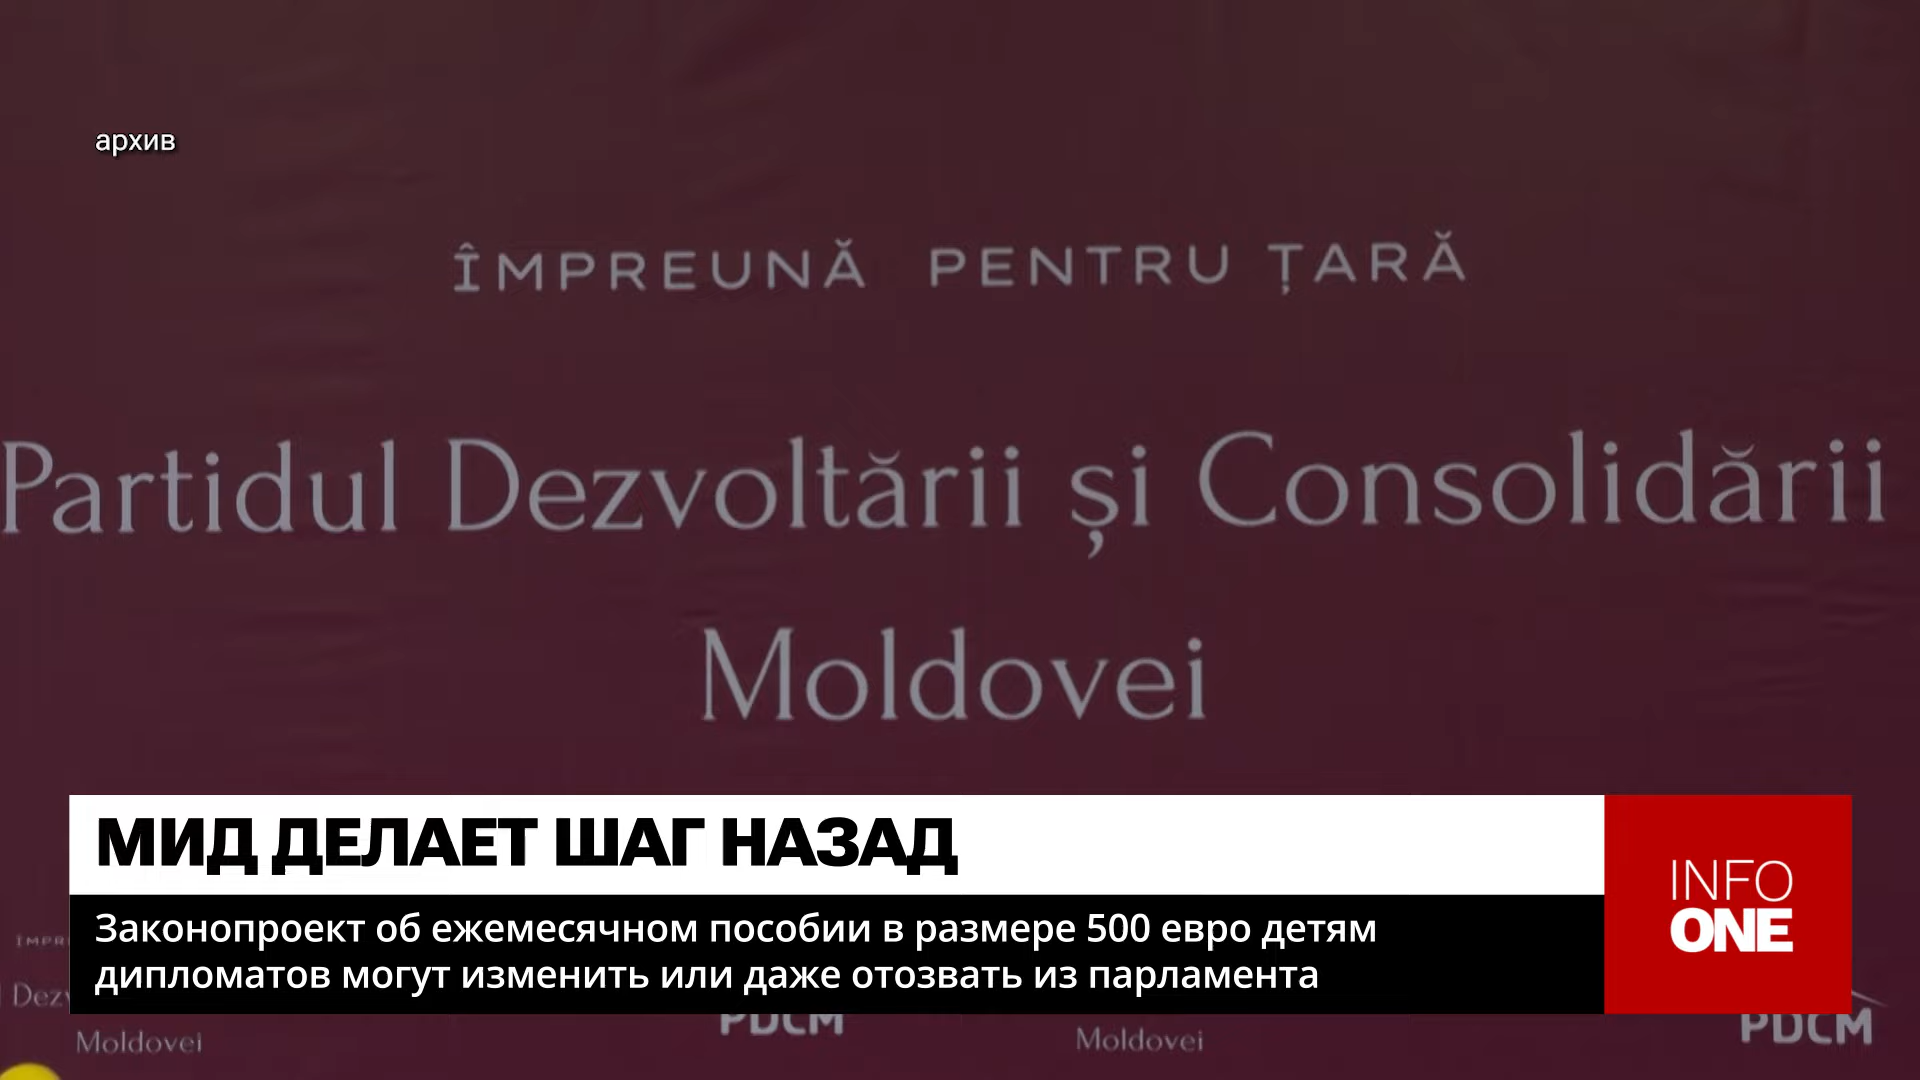 архив
ÎMPREUNĂ PENTRU ȚARĂ
Partidul Dezvoltării și Consolidării
Moldovei
МИД ДЕЛАЕТ ШАГ НАЗАД
Законопроект об ежемесячном пособии в размере 500 евро детям
дипломатов могут изменить или даже отозвать из парламента
INFO
ONE
Moldovei
PDCM
Moldovei
PDCM